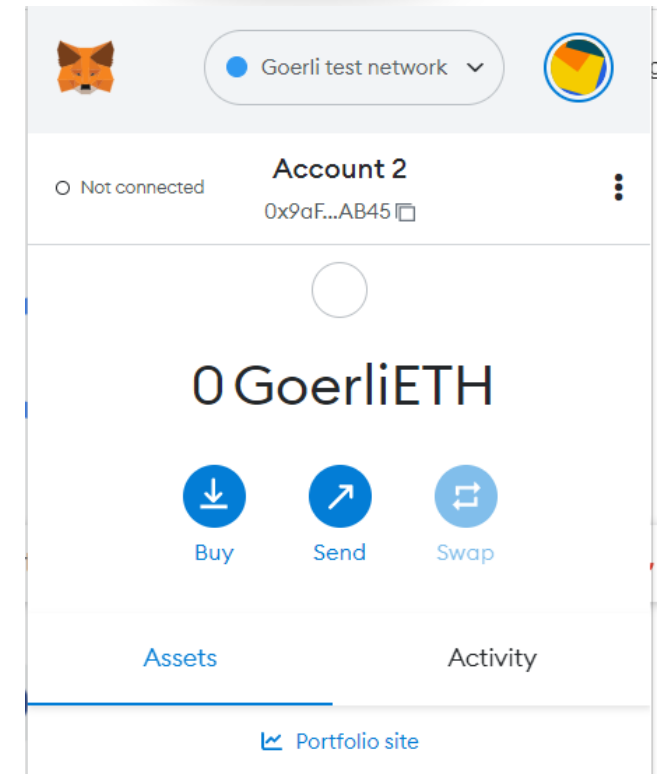 Goerli test network
Not connected
Account 2
0x9aF...AB45
0 GoerliETH
Buy
Send
Swap
Assets
Activity
Portfolio site